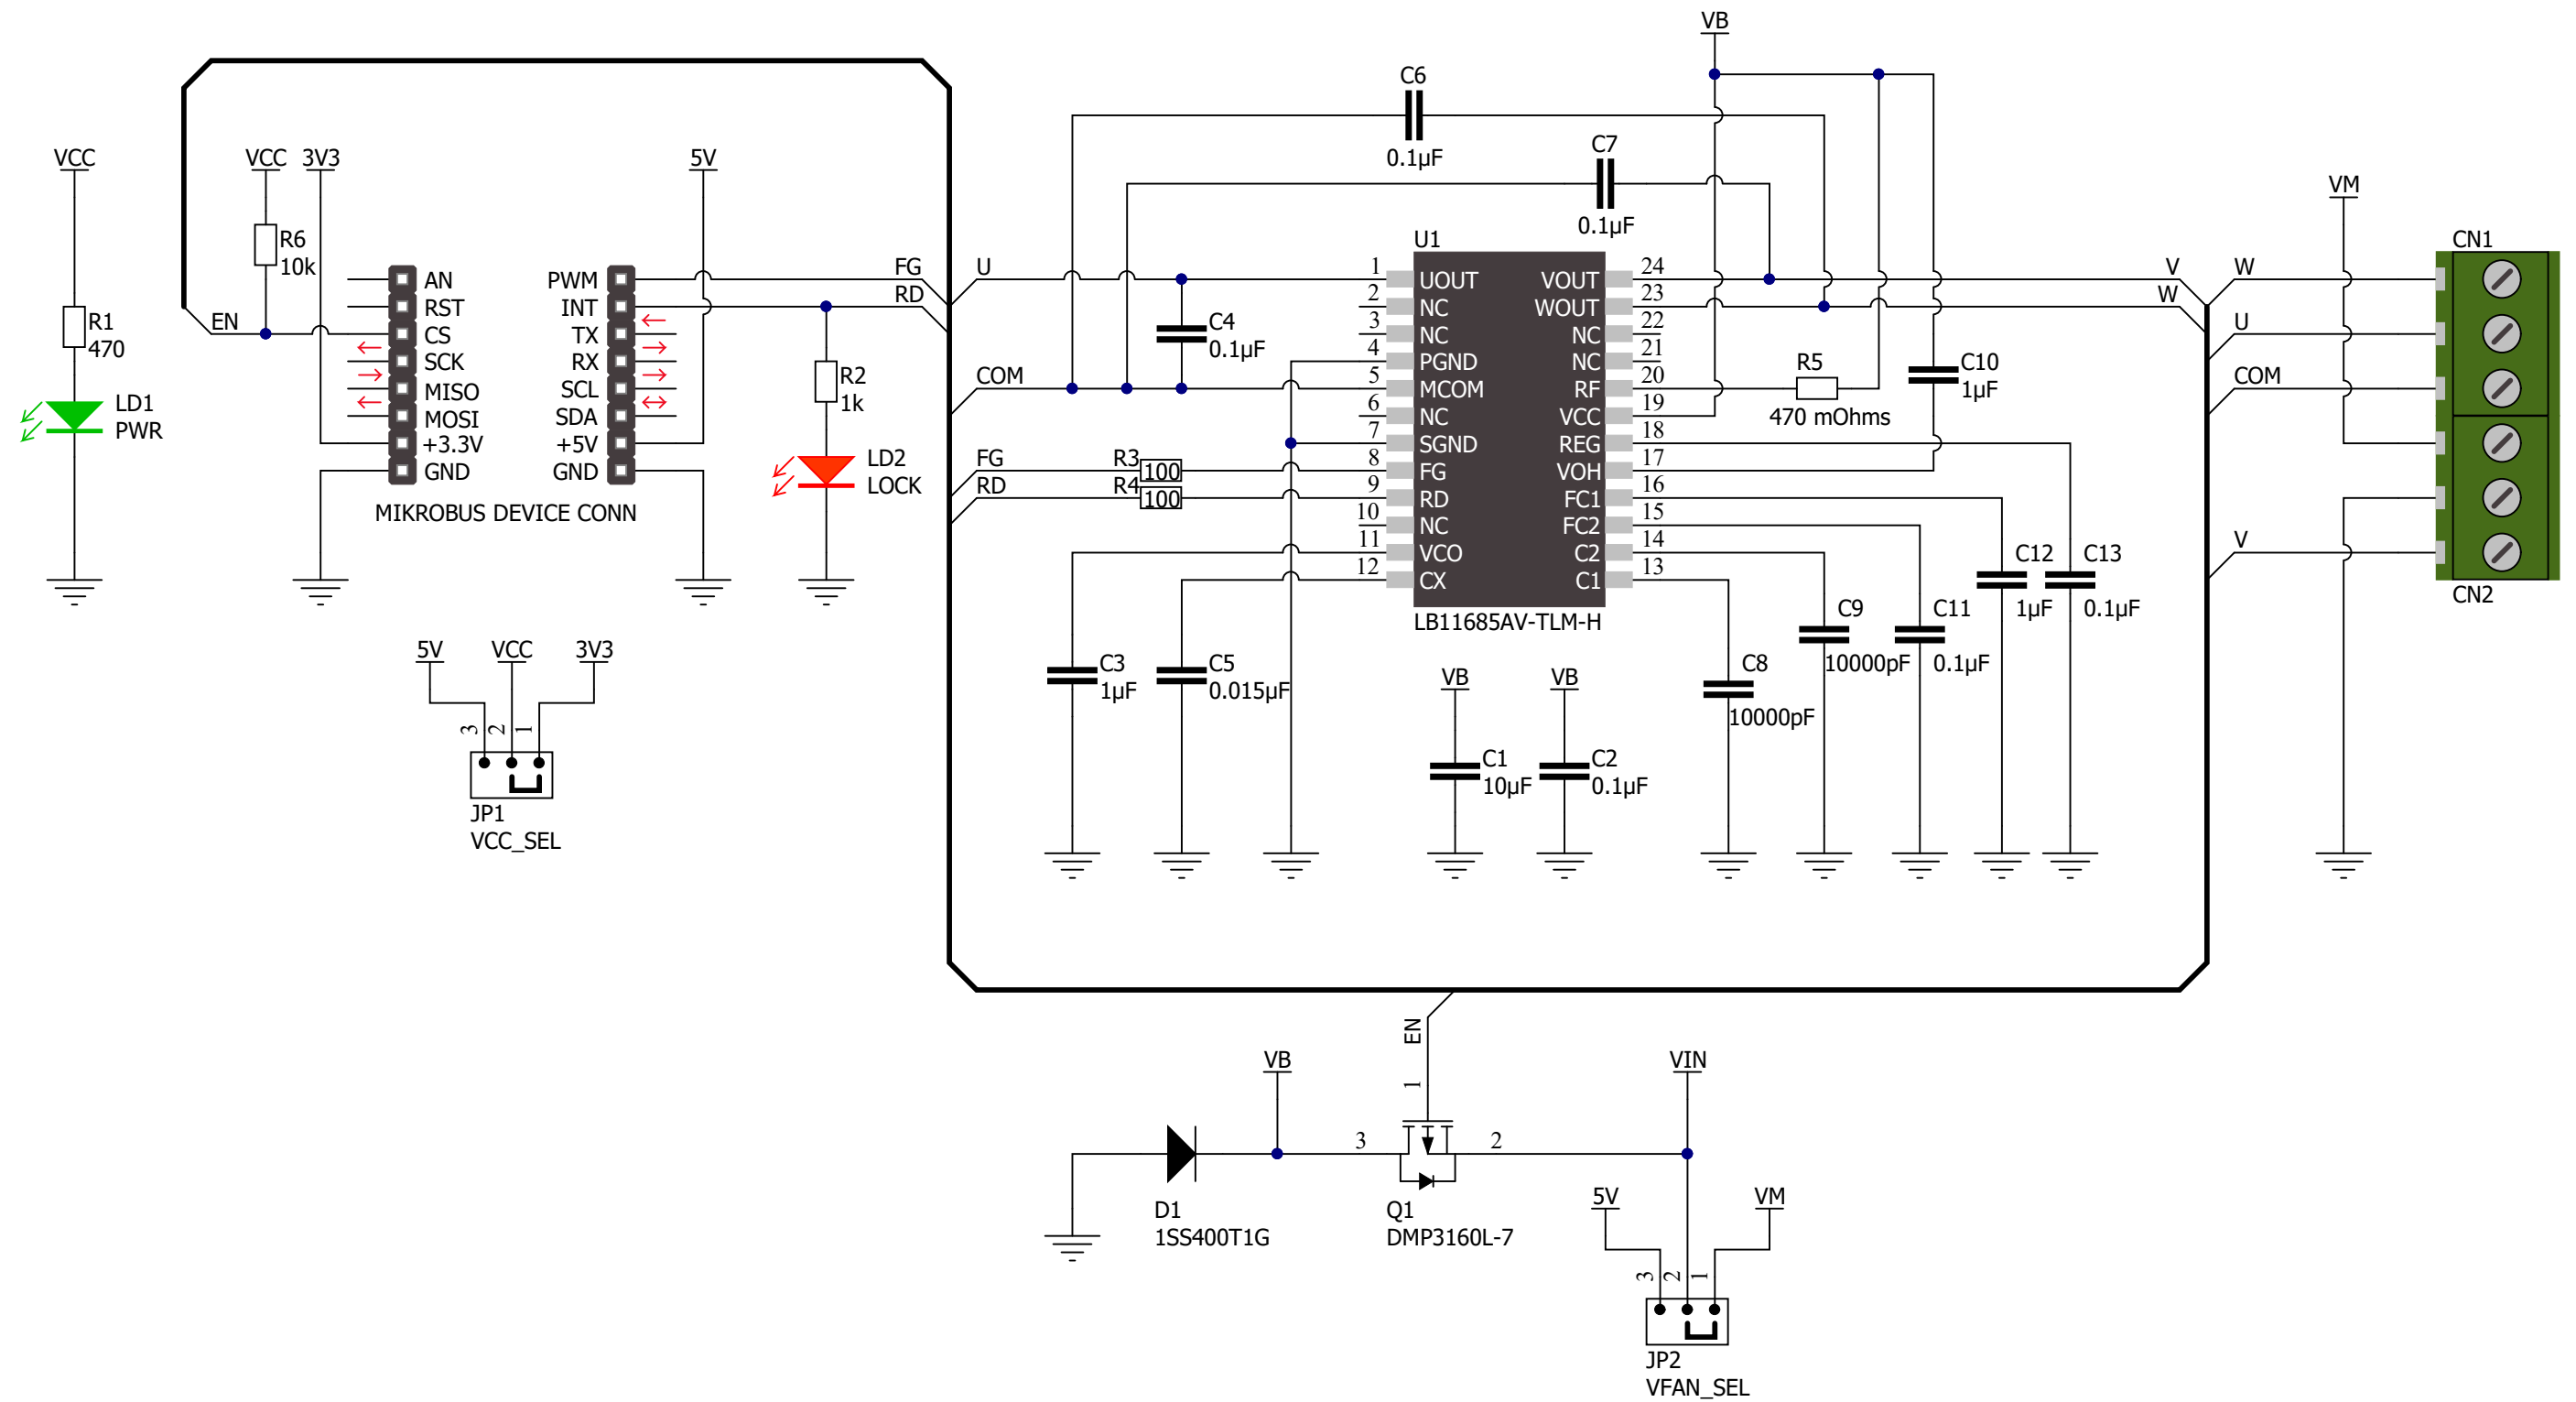 VB
C6
0.1µF
C7
0.1µF
VCC
VCC 3V3
5V
VM
R6
10k
R1
470
LD1
PWR
EN
AN
RST
CS
SCK
MISO
MOSI
+3.3V
GND
PWM
INT
TX
RX
SCL
SDA
+5V
GND
MIKROBUS DEVICE CONN
FG
RD
R2
1k
LD2
LOCK
U
COM
FG
RD
C4
0.1µF
R3
100
R4
100
U1
1 UOUT
2 NC
3 NC
4 PGND
5 MCOM
6 NC
7 SGND
8 FG
9 RD
10 NC
11 VCO
12 CX
VOUT 24
WOUT 23
NC 22
NC 21
RF 20
VCC 19
REG 18
VOH 17
FC1 16
FC2 15
C2 14
C1 13
LB11685AV-TLM-H
R5
470 mOhms
C10
1µF
V
W
W
U
COM
V
CN1
CN2
C12
1µF
C13
0.1µF
C9
10000pF
C11
0.1µF
C8
10000pF
C3
1µF
C5
0.015µF
VB
C1
10µF
VB
C2
0.1µF
5V VCC 3V3
3 2 1
JP1
VCC_SEL
EN
1
VB
VIN
3
2
D1
1SS400T1G
Q1
DMP3160L-7
5V
VM
3 2 1
JP2
VFAN_SEL